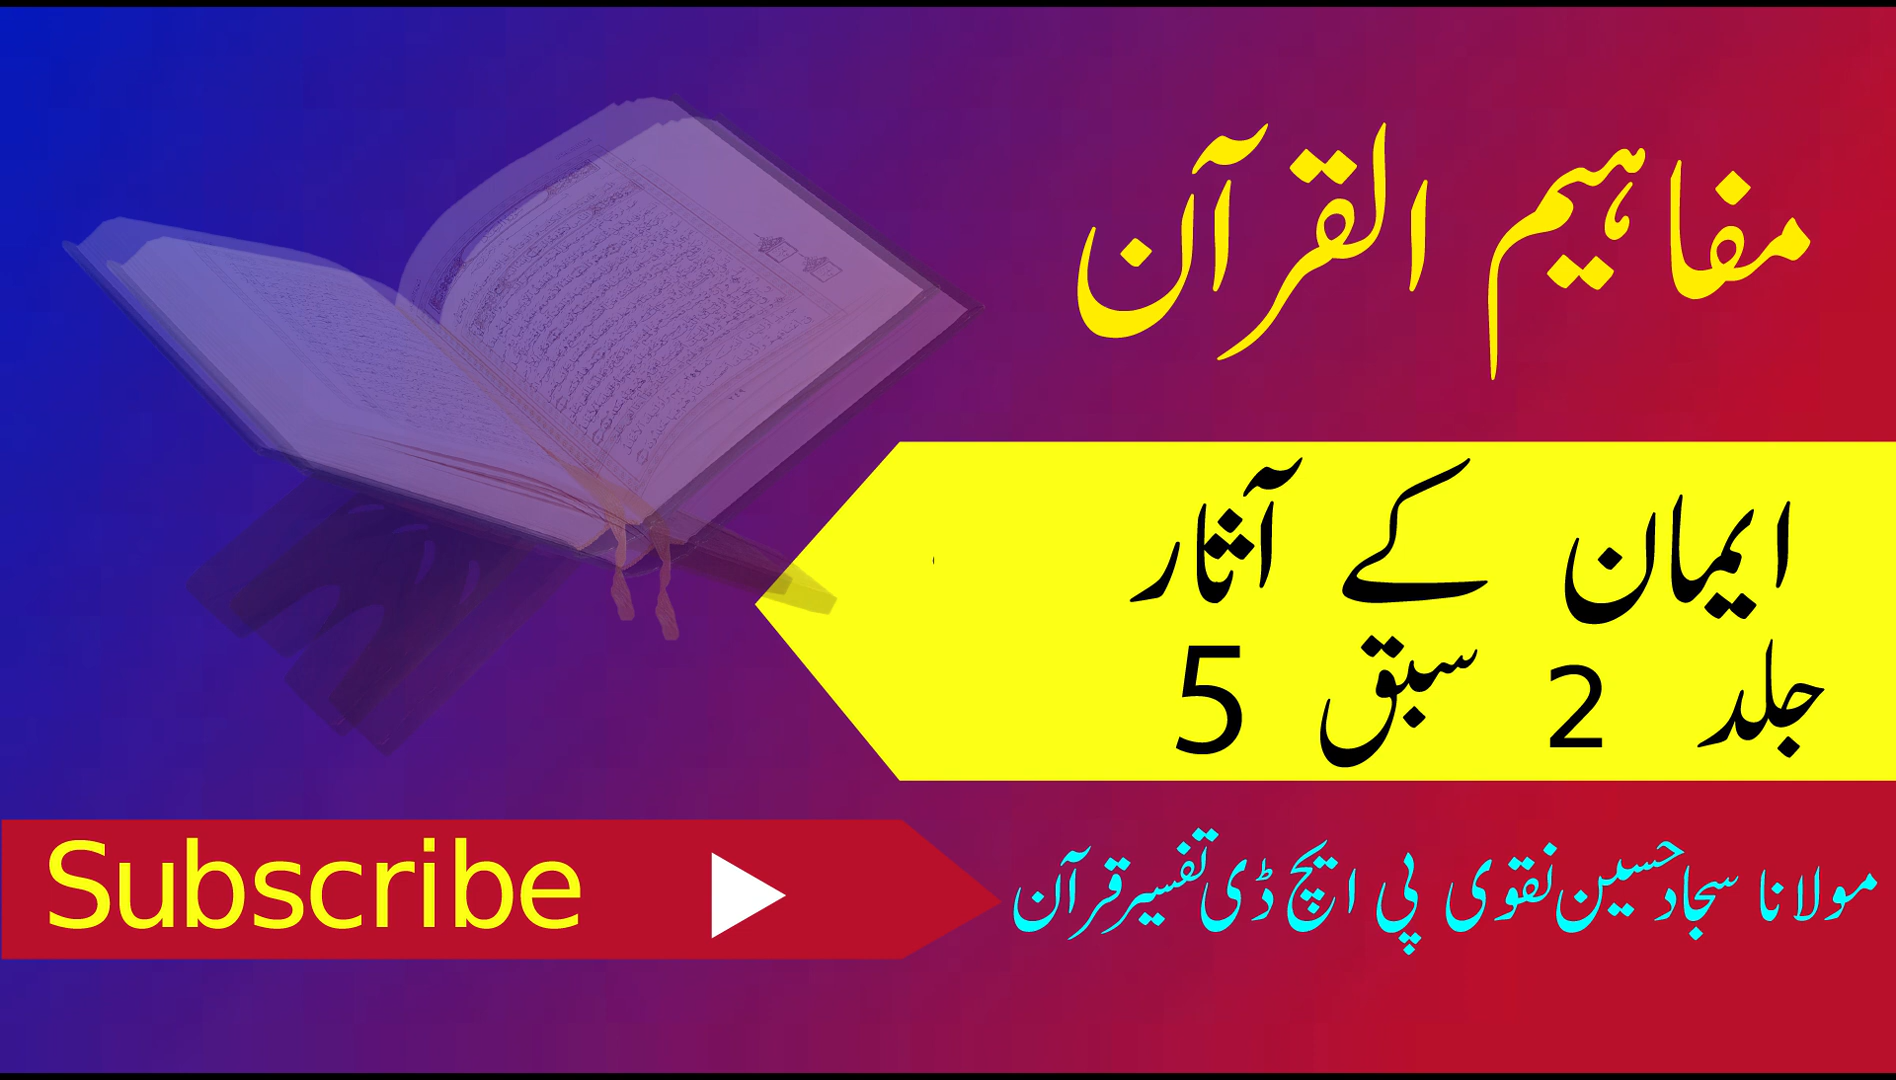 مفاہیم القرآن
ایمان کے آثار
جلد 2 سبق 5
Subscribe
مولانا سجاد حسین نقوی پی ایچ ڈی تفسیر قرآن